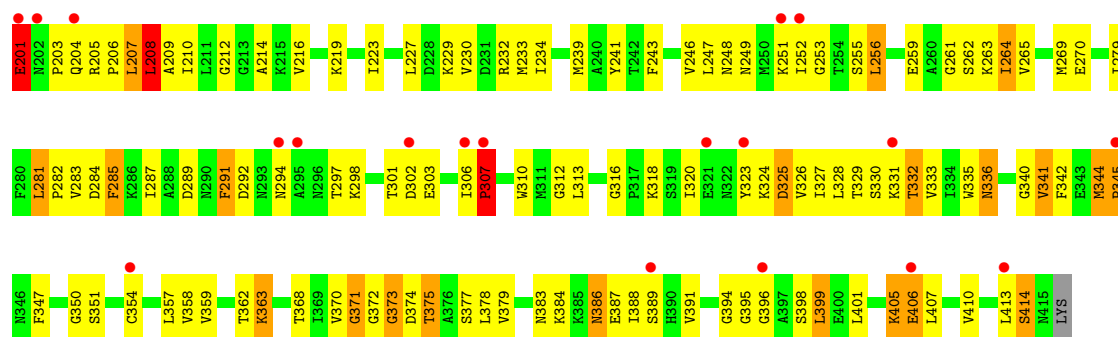 E201 N202 P203 Q204 R205 P206 L207 L208 A209 I210 L211 G212 G213 A214 K215 V216 K219 I223 L227 D228 K229 V230 D231 R232 M233 I234 M239 A240 Y241 T242 F243 V246 L247 N248 N249 M250 K251 I252 G253 T254 S255 L256 E259 A260 G261 S262 K263 I264 V265 M269 E270 I279
F280 L281 P282 V283 D284 F285 K286 I287 A288 D289 N290 F291 D292 N293 N294 A295 N296 T297 K298 T301 D302 E303 I306 P307 W310 M311 G312 L313 G316 P317 K318 S319 I320 E321 N322 Y323 K324 D325 V326 I327 L328 T329 S330 K331 T332 V333 I334 W335 N336 G340 V341 F342 E343 M344 P345
N346 F347 G350 S351 C354 L357 V358 V359 T362 K363 T368 I369 V370 G371 G372 G373 D374 T375 A376 S377 L378 V379 N383 K384 K385 N386 E387 I388 S389 H390 V391 G394 G395 G396 A397 S398 L399 E400 L401 K405 E406 L407 V410 L413 S414 N415 LYS